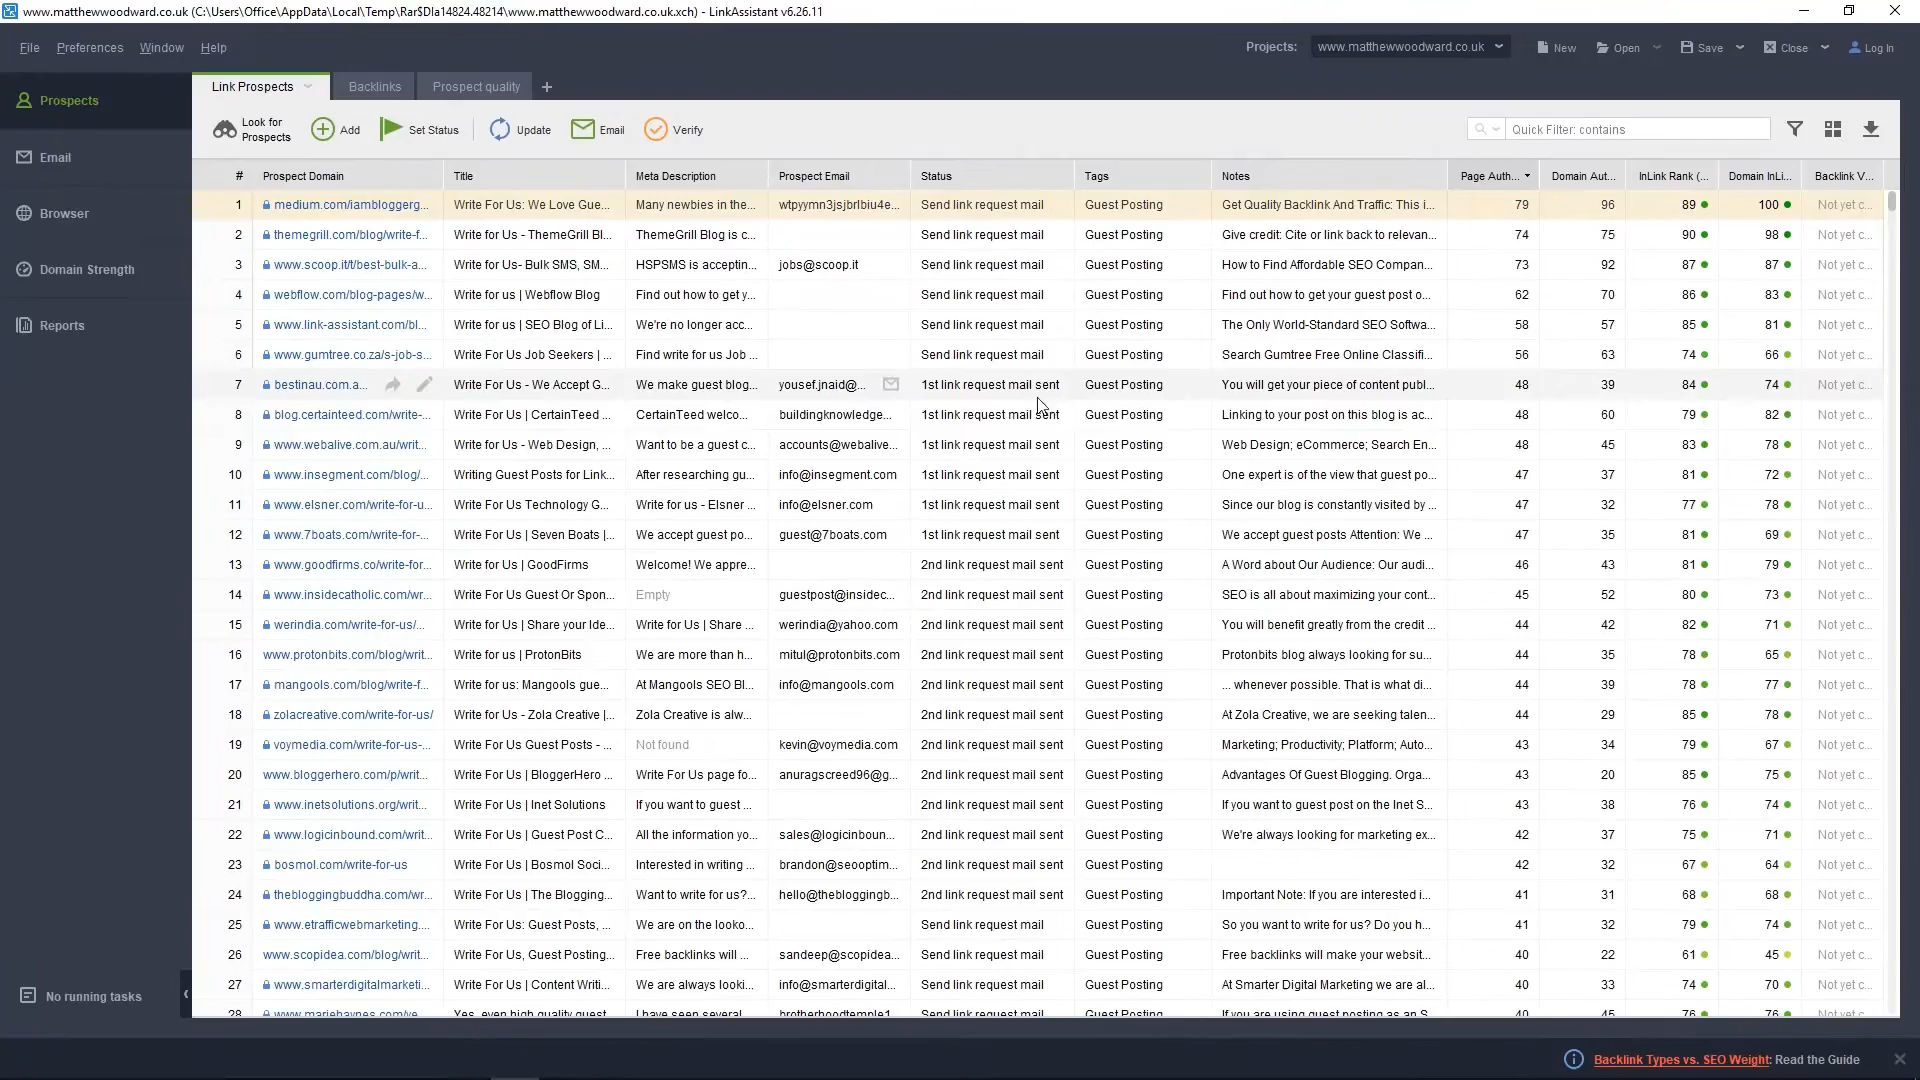 www.matthewwoodward.co.uk (C:\Users\Office\AppData\Local\Temp\Rar$DIa14824.48214\www.matthewwoodward.co.uk.xch) - LinkAssistant v6.26.11
File Preferences Window Help Projects: www.matthewwoodward.co.uk New Open Save Close Log In
Prospects
Email
Browser
Domain Strength
Reports
No running tasks
Link Prospects Backlinks Prospect quality +
Look for Prospects Add Set Status Update Email Verify Quick Filter: contains
# Prospect Domain Title Meta Description Prospect Email Status Tags Notes Page Auth... Domain Aut... InLink Rank (... Domain InLi... Backlink V...
1 medium.com/iambloggerg... Write For Us: We Love Gue... Many newbies in the... wtpyymn3jsjbrlbiu4e... Send link request mail Guest Posting Get Quality Backlink And Traffic: This i... 79 96 89 100 Not yet c...
2 themegrill.com/blog/write-f... Write for Us - ThemeGrill Bl... ThemeGrill Blog is c... Send link request mail Guest Posting Give credit: Cite or link back to relevan... 74 75 90 98 Not yet c...
3 www.scoop.it/t/best-bulk-a... Write for Us- Bulk SMS, SM... HSPSMS is acceptin... jobs@scoop.it Send link request mail Guest Posting How to Find Affordable SEO Compan... 73 92 87 87 Not yet c...
4 webflow.com/blog-pages/w... Write for us | Webflow Blog Find out how to get y... Send link request mail Guest Posting Find out how to get your guest post o... 62 70 86 83 Not yet c...
5 www.link-assistant.com/bl... Write for us | SEO Blog of Li... We're no longer acc... Send link request mail Guest Posting The Only World-Standard SEO Softwa... 58 57 85 81 Not yet c...
6 www.gumtree.co.za/s-job-s... Write For Us Job Seekers | ... Find write for us Job ... Send link request mail Guest Posting Search Gumtree Free Online Classifi... 56 63 74 66 Not yet c...
7 bestinau.com.a... Write For Us - We Accept G... We make guest blog... yousef.jnaid@... 1st link request mail sent Guest Posting You will get your piece of content publ... 48 39 84 74 Not yet c...
8 blog.certainteed.com/write-... Write For Us | CertainTeed ... CertainTeed welco... buildingknowledge... 1st link request mail sent Guest Posting Linking to your post on this blog is ac... 48 60 79 82 Not yet c...
9 www.webalive.com.au/writ... Write for Us - Web Design, ... Want to be a guest c... accounts@webalive... 1st link request mail sent Guest Posting Web Design; eCommerce; Search En... 48 45 83 78 Not yet c...
10 www.insegment.com/blog/... Writing Guest Posts for Link... After researching gu... info@insegment.com 1st link request mail sent Guest Posting One expert is of the view that guest po... 47 37 81 72 Not yet c...
11 www.elsner.com/write-for-u... Write For Us Technology G... Write for us - Elsner ... info@elsner.com 1st link request mail sent Guest Posting Since our blog is constantly visited by ... 47 32 77 78 Not yet c...
12 www.7boats.com/write-for-... Write For Us | Seven Boats |... We accept guest po... guest@7boats.com 1st link request mail sent Guest Posting We accept guest posts Attention: We ... 47 35 81 69 Not yet c...
13 www.goodfirms.co/write-for... Write for Us | GoodFirms Welcome! We appre... 2nd link request mail sent Guest Posting A Word about Our Audience: Our audi... 46 43 81 79 Not yet c...
14 www.insidecatholic.com/wr... Write For Us Guest Or Spon... Empty guestpost@insidec... 2nd link request mail sent Guest Posting SEO is all about maximizing your cont... 45 52 80 73 Not yet c...
15 werindia.com/write-for-us/... Write for Us | Share your Ide... Write for Us | Share ... werindia@yahoo.com 2nd link request mail sent Guest Posting You will benefit greatly from the credit ... 44 42 82 71 Not yet c...
16 www.protonbits.com/blog/writ... Write for us | ProtonBits We are more than h... mitul@protonbits.com 2nd link request mail sent Guest Posting Protonbits blog always looking for su... 44 35 78 65 Not yet c...
17 mangools.com/blog/write-f... Write for us: Mangools gue... At Mangools SEO Bl... info@mangools.com 2nd link request mail sent Guest Posting ... whenever possible. That is what di... 44 39 78 77 Not yet c...
18 zolacreative.com/write-for-us/ Write for Us - Zola Creative |... Zola Creative is alw... 2nd link request mail sent Guest Posting At Zola Creative, we are seeking talen... 44 29 85 78 Not yet c...
19 voymedia.com/write-for-us-... Write For Us Guest Posts - ... Not found kevin@voymedia.com 2nd link request mail sent Guest Posting Marketing; Productivity; Platform; Auto... 43 34 79 67 Not yet c...
20 www.bloggerhero.com/p/writ... Write For Us | BloggerHero ... Write For Us page fo... anuragscreed96@g... 2nd link request mail sent Guest Posting Advantages Of Guest Blogging. Orga... 43 20 85 75 Not yet c...
21 www.inetsolutions.org/writ... Write For Us | Inet Solutions If you want to guest ... 2nd link request mail sent Guest Posting If you want to guest post on the Inet S... 43 38 76 74 Not yet c...
22 www.logicinbound.com/writ... Write For Us | Guest Post C... All the information yo... sales@logicinboun... 2nd link request mail sent Guest Posting We're always looking for marketing ex... 42 37 75 71 Not yet c...
23 bosmol.com/write-for-us Write For Us | Bosmol Soci... Interested in writing ... brandon@seooptim... 2nd link request mail sent Guest Posting 42 32 67 64 Not yet c...
24 thebloggingbuddha.com/wr... Write For Us | The Blogging... Want to write for us?... hello@thebloggingb... 2nd link request mail sent Guest Posting Important Note: If you are interested i... 41 31 68 68 Not yet c...
25 www.etrafficwebmarketing.... Write For Us: Guest Posts, ... We are on the looko... Send link request mail Guest Posting So you want to write for us? Do you h... 41 32 79 74 Not yet c...
26 www.scopidea.com/blog/writ... Write For Us, Guest Posting... Free backlinks will ... sandeep@scopidea... Send link request mail Guest Posting Free backlinks will make your websit... 40 22 61 45 Not yet c...
27 www.smarterdigitalmarketi... Write For Us | Content Writi... We are always looki... info@smarterdigital... Send link request mail Guest Posting At Smarter Digital Marketing we are al... 40 33 74 70 Not yet c...
28 www.mariehaynes.com/ye... Yes, even high quality guest I have seen several brotherhoodtemple1 Send link request mail Guest Posting If you are using guest posting as an S 40 45 76 76 Not yet c...
Backlink Types vs. SEO Weight: Read the Guide